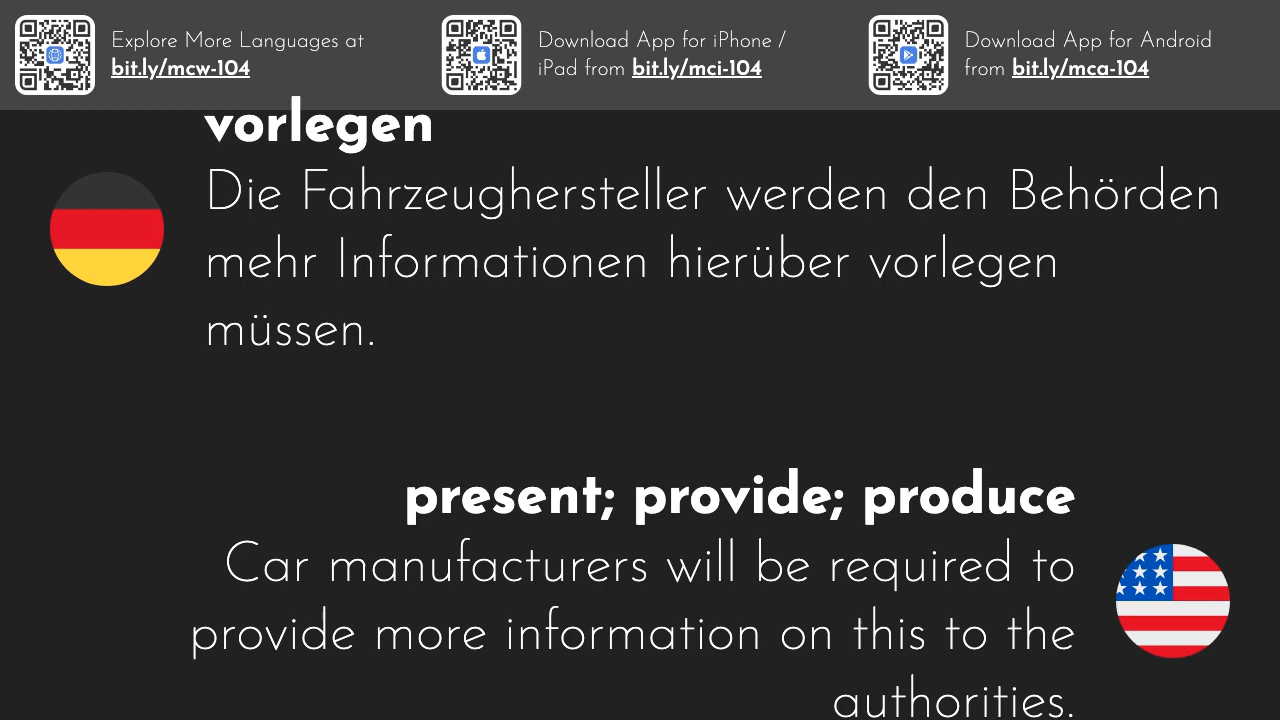 Explore More Languages at
bit.ly/mcw-104
Download App for iPhone /
iPad from bit.ly/mci-104
Download App for Android
from bit.ly/mca-104
vorlegen
Die Fahrzeughersteller werden den Behörden
mehr Informationen hierüber vorlegen
müssen.
present; provide; produce
Car manufacturers will be required to
provide more information on this to the
authorities.